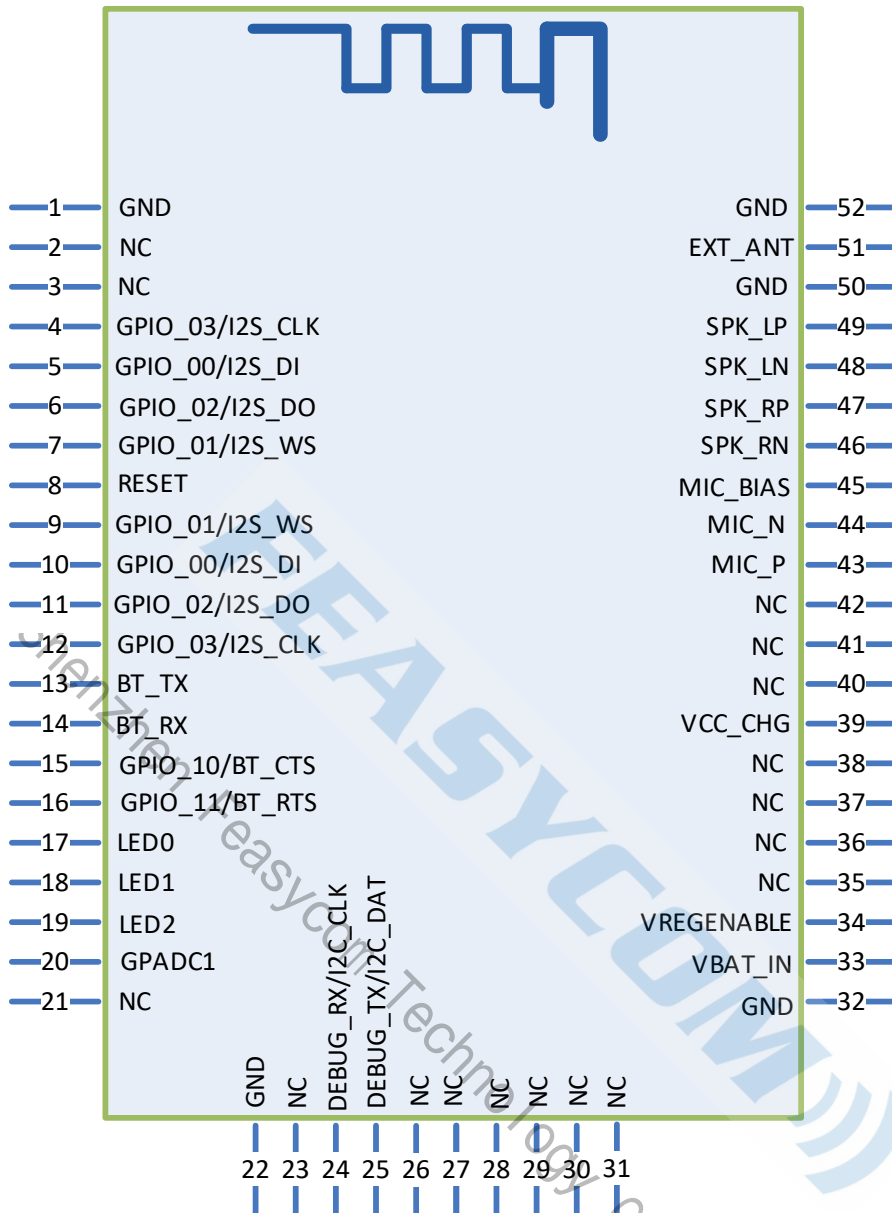 1 GND
2 NC
3 NC
4 GPIO_03/I2S_CLK
5 GPIO_00/I2S_DI
6 GPIO_02/I2S_DO
7 GPIO_01/I2S_WS
8 RESET
9 GPIO_01/I2S_WS
10 GPIO_00/I2S_DI
11 GPIO_02/I2S_DO
12 GPIO_03/I2S_CLK
13 BT_TX
14 BT_RX
15 GPIO_10/BT_CTS
16 GPIO_11/BT_RTS
17 LED0
18 LED1
19 LED2
20 GPADC1
21 NC
GND 52
EXT_ANT 51
GND 50
SPK_LP 49
SPK_LN 48
SPK_RP 47
SPK_RN 46
MIC_BIAS 45
MIC_N 44
MIC_P 43
NC 42
NC 41
NC 40
VCC_CHG 39
NC 38
NC 37
NC 36
NC 35
VREGENABLE 34
VBAT_IN 33
GND 32
GND
NC
DEBUG_RX/I2C_CLK
DEBUG_TX/I2C_DAT
NC
NC
NC
NC
NC
NC
22 23 24 25 26 27 28 29 30 31
FEASYCOM
Shenzhen Feasycom Technology